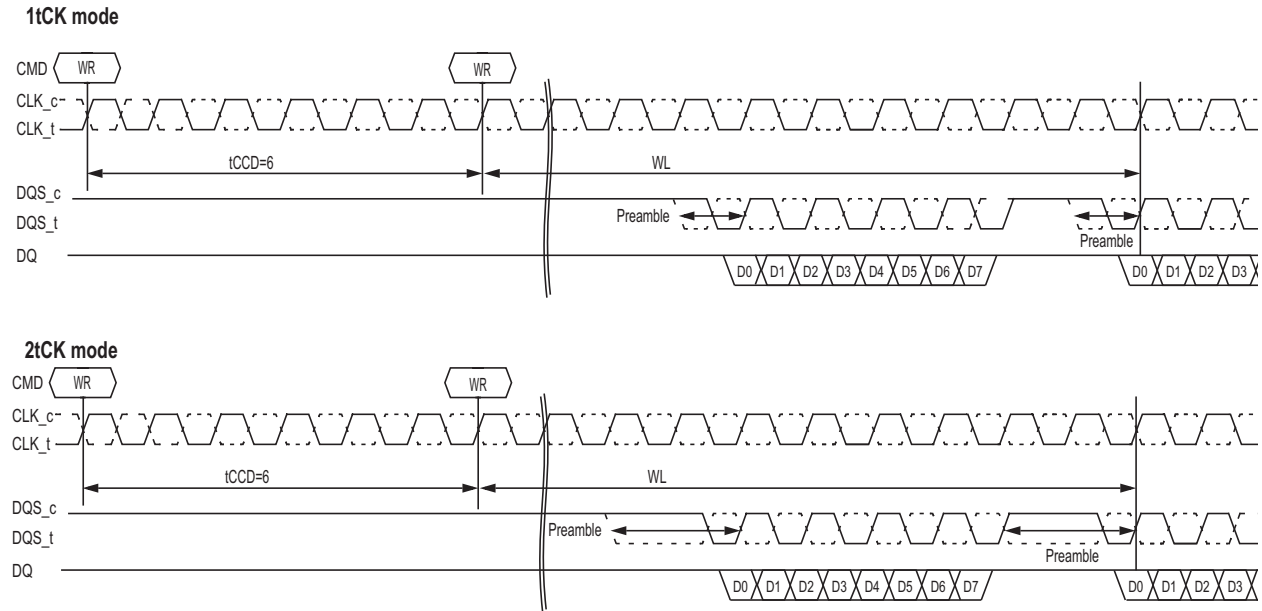 1tCK mode
CMD WR WR
CLK_c
CLK_t
tCCD=6 WL
DQS_c
Preamble
DQS_t
Preamble
DQ
D0 D1 D2 D3 D4 D5 D6 D7 D0 D1 D2 D3
2tCK mode
CMD WR WR
CLK_c
CLK_t
tCCD=6 WL
DQS_c
Preamble
DQS_t
Preamble
DQ
D0 D1 D2 D3 D4 D5 D6 D7 D0 D1 D2 D3